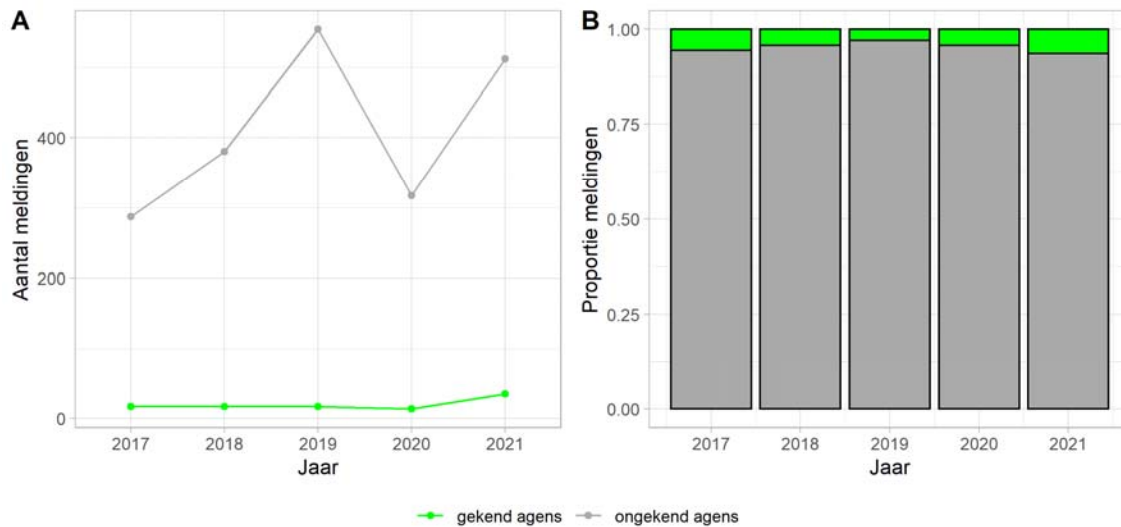 A
Aantal meldingen
400
200
0
2017 2018 2019 2020 2021
Jaar
B
Proportie meldingen
1.00
0.75
0.50
0.25
0.00
2017 2018 2019 2020 2021
Jaar
gekend agens ongekend agens